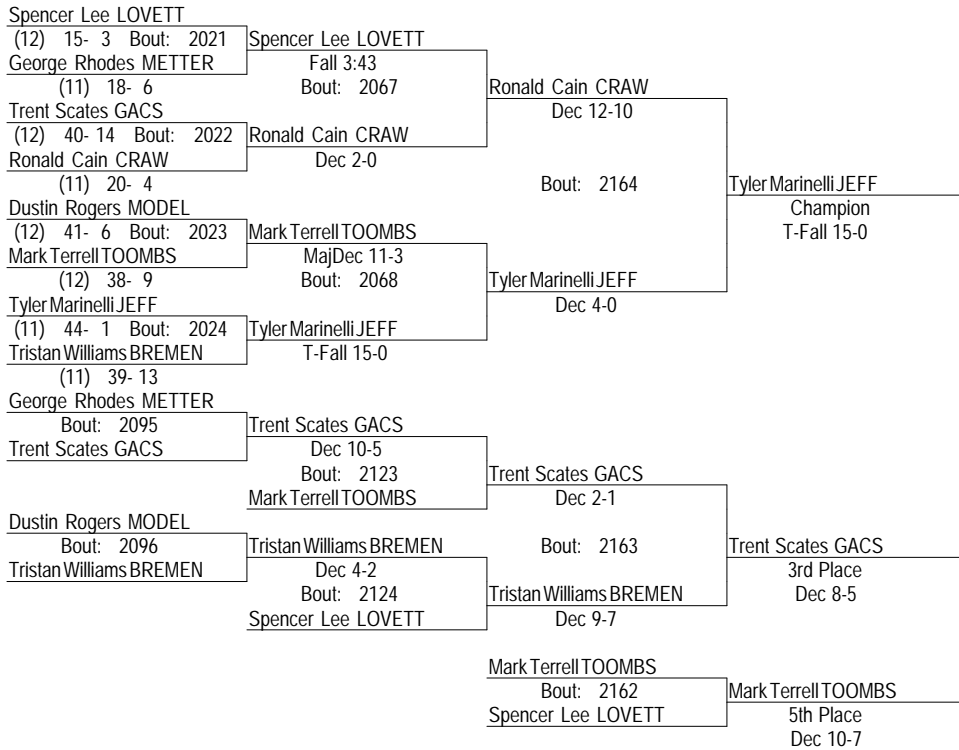 Spencer Lee LOVETT
(12) 15- 3 Bout: 2021
Spencer Lee LOVETT
George Rhodes METTER
Fall 3:43
(11) 18- 6
Bout: 2067
Ronald Cain CRAW
Trent Scates GACS
Dec 12-10
(12) 40- 14 Bout: 2022
Ronald Cain CRAW
Ronald Cain CRAW
Dec 2-0
(11) 20- 4
Bout: 2164
Tyler Marinelli JEFF
Dustin Rogers MODEL
Champion
(12) 41- 6 Bout: 2023
Mark Terrell TOOMBS
T-Fall 15-0
Mark Terrell TOOMBS
MajDec 11-3
(12) 38- 9
Bout: 2068
Tyler Marinelli JEFF
Tyler Marinelli JEFF
Dec 4-0
(11) 44- 1 Bout: 2024
Tyler Marinelli JEFF
Tristan Williams BREMEN
T-Fall 15-0
(11) 39- 13
George Rhodes METTER
Bout: 2095
Trent Scates GACS
Trent Scates GACS
Dec 10-5
Bout: 2123
Trent Scates GACS
Mark Terrell TOOMBS
Dec 2-1
Dustin Rogers MODEL
Bout: 2096
Tristan Williams BREMEN
Bout: 2163
Trent Scates GACS
Tristan Williams BREMEN
Dec 4-2
3rd Place
Bout: 2124
Tristan Williams BREMEN
Dec 8-5
Spencer Lee LOVETT
Dec 9-7
Mark Terrell TOOMBS
Bout: 2162
Mark Terrell TOOMBS
Spencer Lee LOVETT
5th Place
Dec 10-7